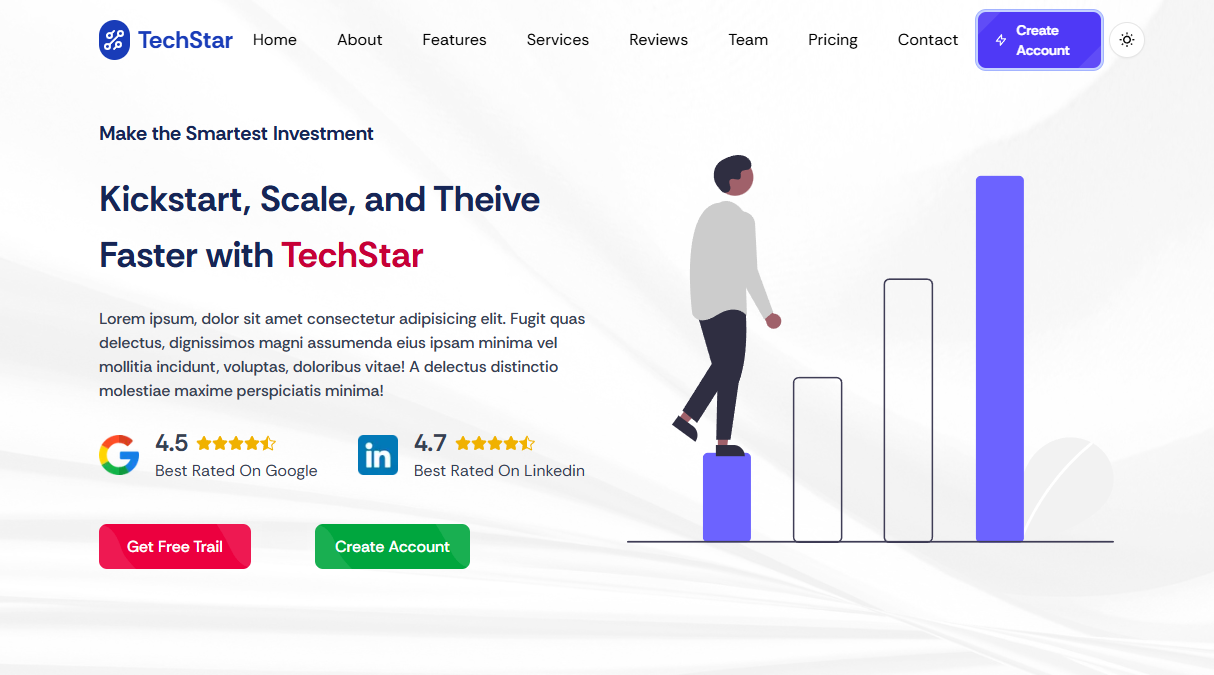 TechStar
Home
About
Features
Services
Reviews
Team
Pricing
Contact
Create
Account
Make the Smartest Investment
Kickstart, Scale, and Theive
Faster with TechStar
Lorem ipsum, dolor sit amet consectetur adipisicing elit. Fugit quas
delectus, dignissimos magni assumenda eius ipsam minima vel
mollitia incidunt, voluptas, doloribus vitae! A delectus distinctio
molestiae maxime perspiciatis minima!
4.5
Best Rated On Google
in
4.7
Best Rated On Linkedin
Get Free Trail
Create Account